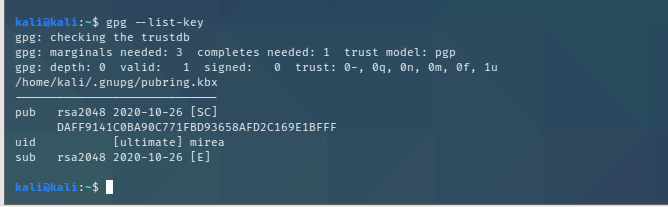 kali@kali:~$ gpg --list-key
gpg: checking the trustdb
gpg: marginals needed: 3  completes needed: 1  trust model: pgp
gpg: depth: 0  valid:   1  signed:   0  trust: 0-, 0q, 0n, 0m, 0f, 1u
/home/kali/.gnupg/pubring.kbx
-----------------------------
pub   rsa2048 2020-10-26 [SC]
      DAFF9141C0BA90C771FBD93658AFD2C169E1BFFF
uid           [ultimate] mirea
sub   rsa2048 2020-10-26 [E]
kali@kali:~$